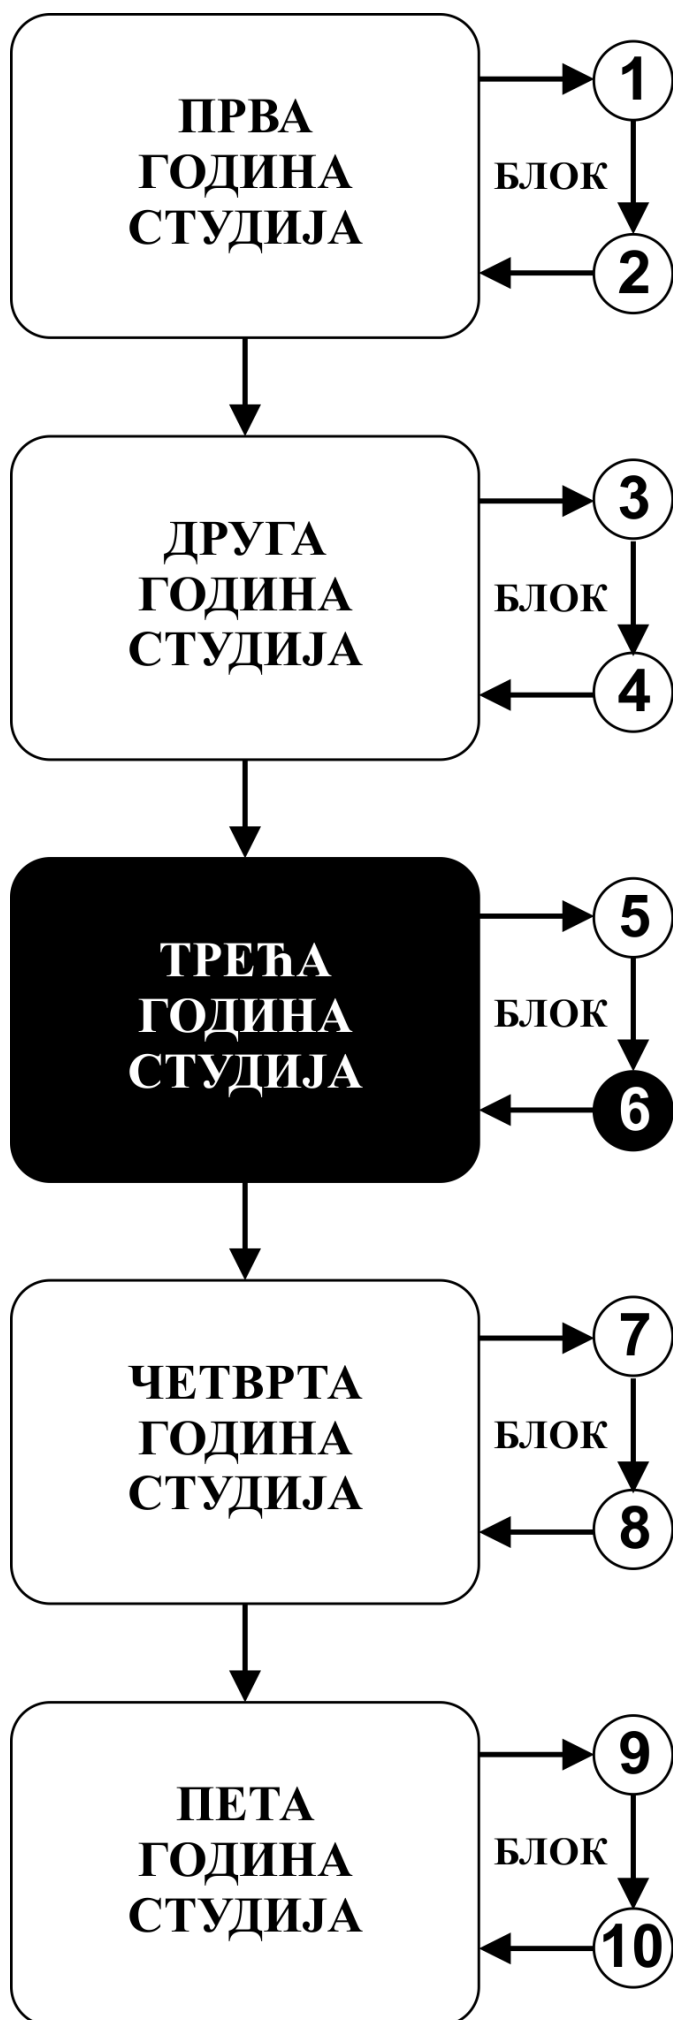 ПРВА
ГОДИНА
СТУДИЈА
1
БЛОК
2
ДРУГА
ГОДИНА
СТУДИЈА
3
БЛОК
4
ТРЕЋА
ГОДИНА
СТУДИЈА
5
БЛОК
6
ЧЕТВРТА
ГОДИНА
СТУДИЈА
7
БЛОК
8
ПЕТА
ГОДИНА
СТУДИЈА
9
БЛОК
10